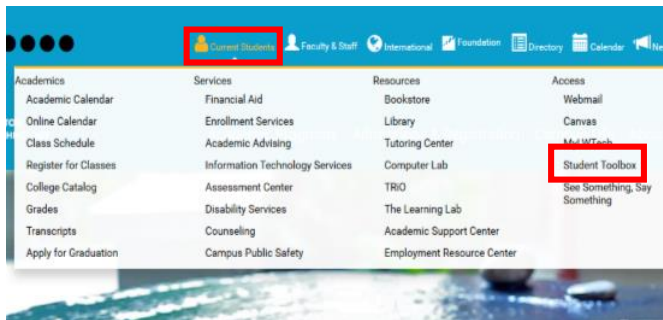 Current Students Faculty & Staff International Foundation Directory Calendar
Academics
Academic Calendar
Online Calendar
Class Schedule
Register for Classes
College Catalog
Grades
Transcripts
Apply for Graduation
Services
Financial Aid
Enrollment Services
Academic Advising
Information Technology Services
Assessment Center
Disability Services
Counseling
Campus Public Safety
Resources
Bookstore
Library
Tutoring Center
Computer Lab
TRiO
The Learning Lab
Academic Support Center
Employment Resource Center
Access
Webmail
Canvas
MyLWTech
Student Toolbox
See Something, Say
Something